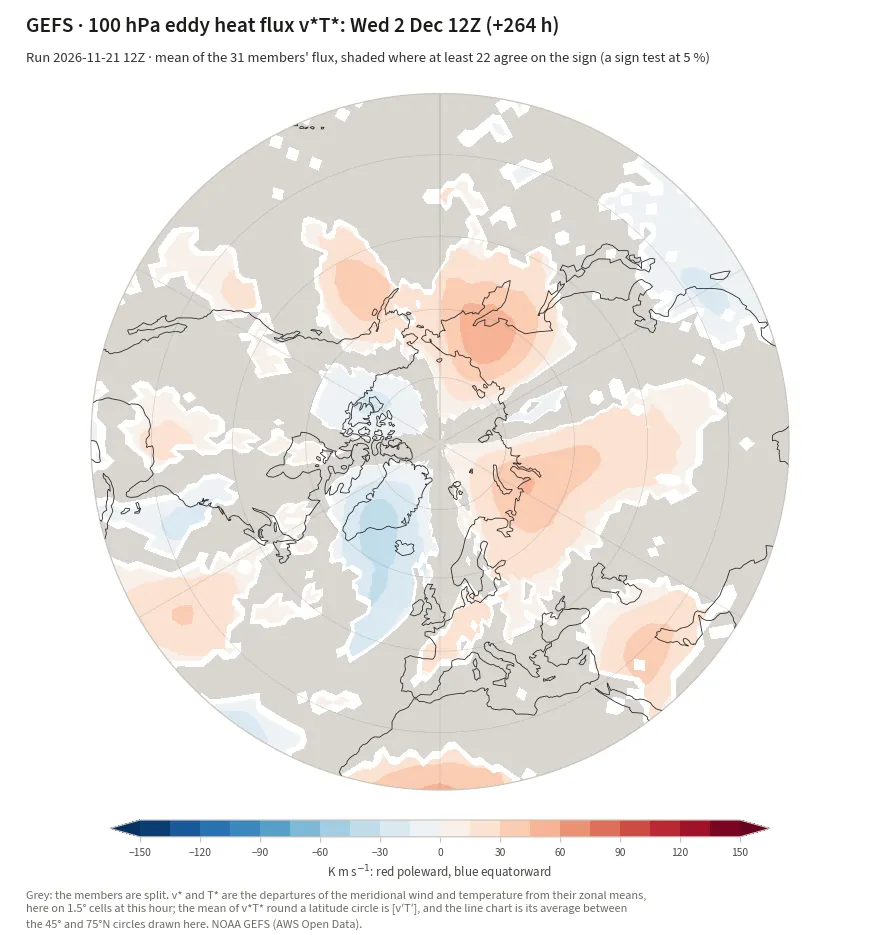 GEFS · 100 hPa eddy heat flux v*T*: Wed 2 Dec 12Z (+264 h)
Run 2026-11-21 12Z · mean of the 31 members' flux, shaded where at least 22 agree on the sign (a sign test at 5 %)
−150 −120 −90 −60 −30 0 30 60 90 120 150
K m s⁻¹: red poleward, blue equatorward
Grey: the members are split. v* and T* are the departures of the meridional wind and temperature from their zonal means,
here on 1.5° cells at this hour; the mean of v*T* round a latitude circle is [v'T'], and the line chart is its average between
the 45° and 75°N circles drawn here. NOAA GEFS (AWS Open Data).